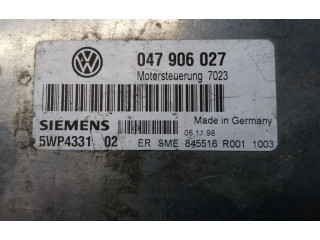 047 906 027
Motorsteuerung 7023
SIEMENS
Made in Germany
06.11.98
5WP4331 02
ER SME 845516 R001 1003